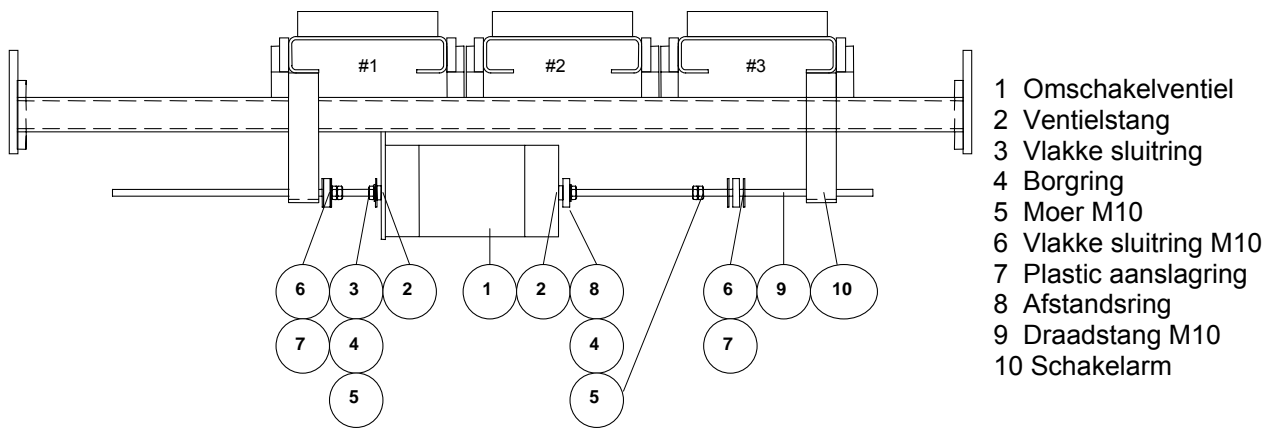 #1 #2 #3
1 Omschakelventiel
2 Ventielstang
3 Vlakke sluitring
4 Borgring
5 Moer M10
6 Vlakke sluitring M10
7 Plastic aanslagring
8 Afstandsring
9 Draadstang M10
10 Schakelarm
6 3 2 1 2 8 6 9 10
7 4 4 7
5 5